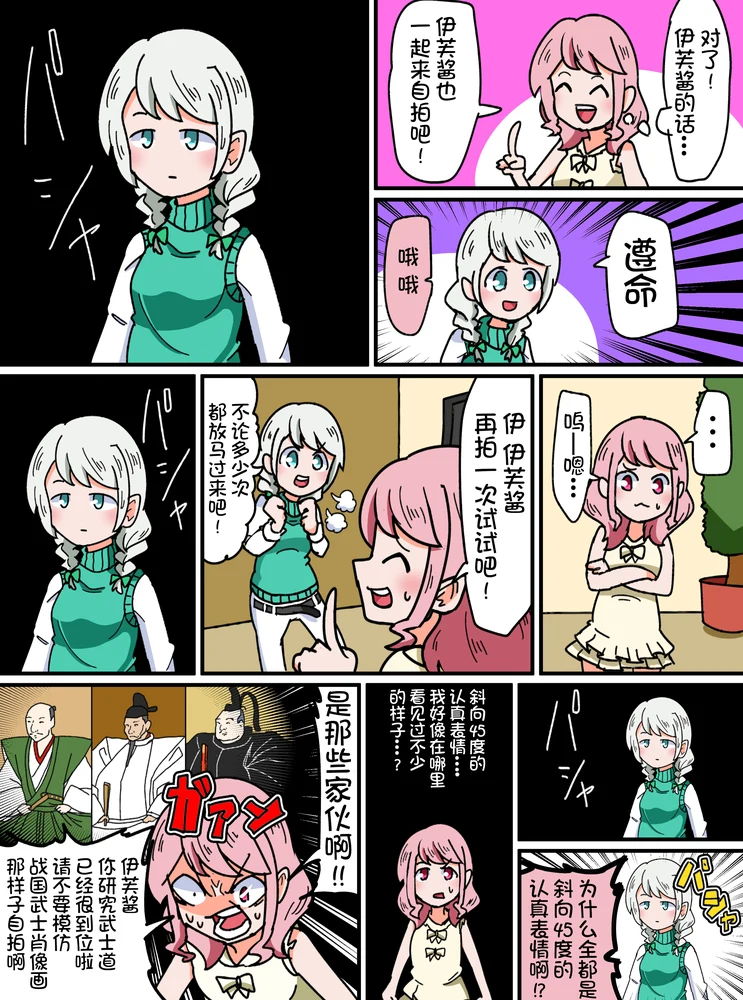 对了！
伊芙酱的话…
伊芙酱也
一起来自拍吧！
遵命
哦
哦
パシャ
…
呜—嗯…
伊 伊芙酱
再拍一次试试吧！
不论多少次
都放马过来吧！
パシャ
パシャ
为什么全都是
斜向45度的
认真表情啊!?
パシャ
斜向45度的
认真表情……
我好像在哪里
看见过不少
的样子…？
是那些家伙啊!!
ガァン
伊芙酱
你研究武士道
已经很到位啦
请不要模仿
战国武士肖像画
那样子自拍啊